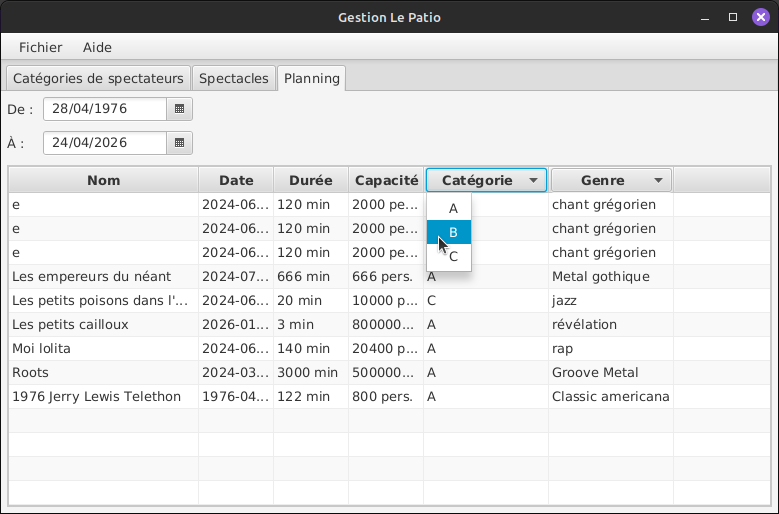 Gestion Le Patio
Fichier Aide
Catégories de spectateurs Spectacles Planning
De : 28/04/1976
À : 24/04/2026
Nom Date Durée Capacité Catégorie Genre
e 2024-06... 120 min 2000 pe... A chant grégorien
e 2024-06... 120 min 2000 pe... B chant grégorien
e 2024-06... 120 min 2000 pe... C chant grégorien
Les empereurs du néant 2024-07... 666 min 666 pers. A Metal gothique
Les petits poisons dans l'... 2024-06... 20 min 10000 p... C jazz
Les petits cailloux 2026-01... 3 min 800000... A révélation
Moi lolita 2024-06... 140 min 20400 p... A rap
Roots 2024-03... 3000 min 500000... A Groove Metal
1976 Jerry Lewis Telethon 1976-04... 122 min 800 pers. A Classic americana